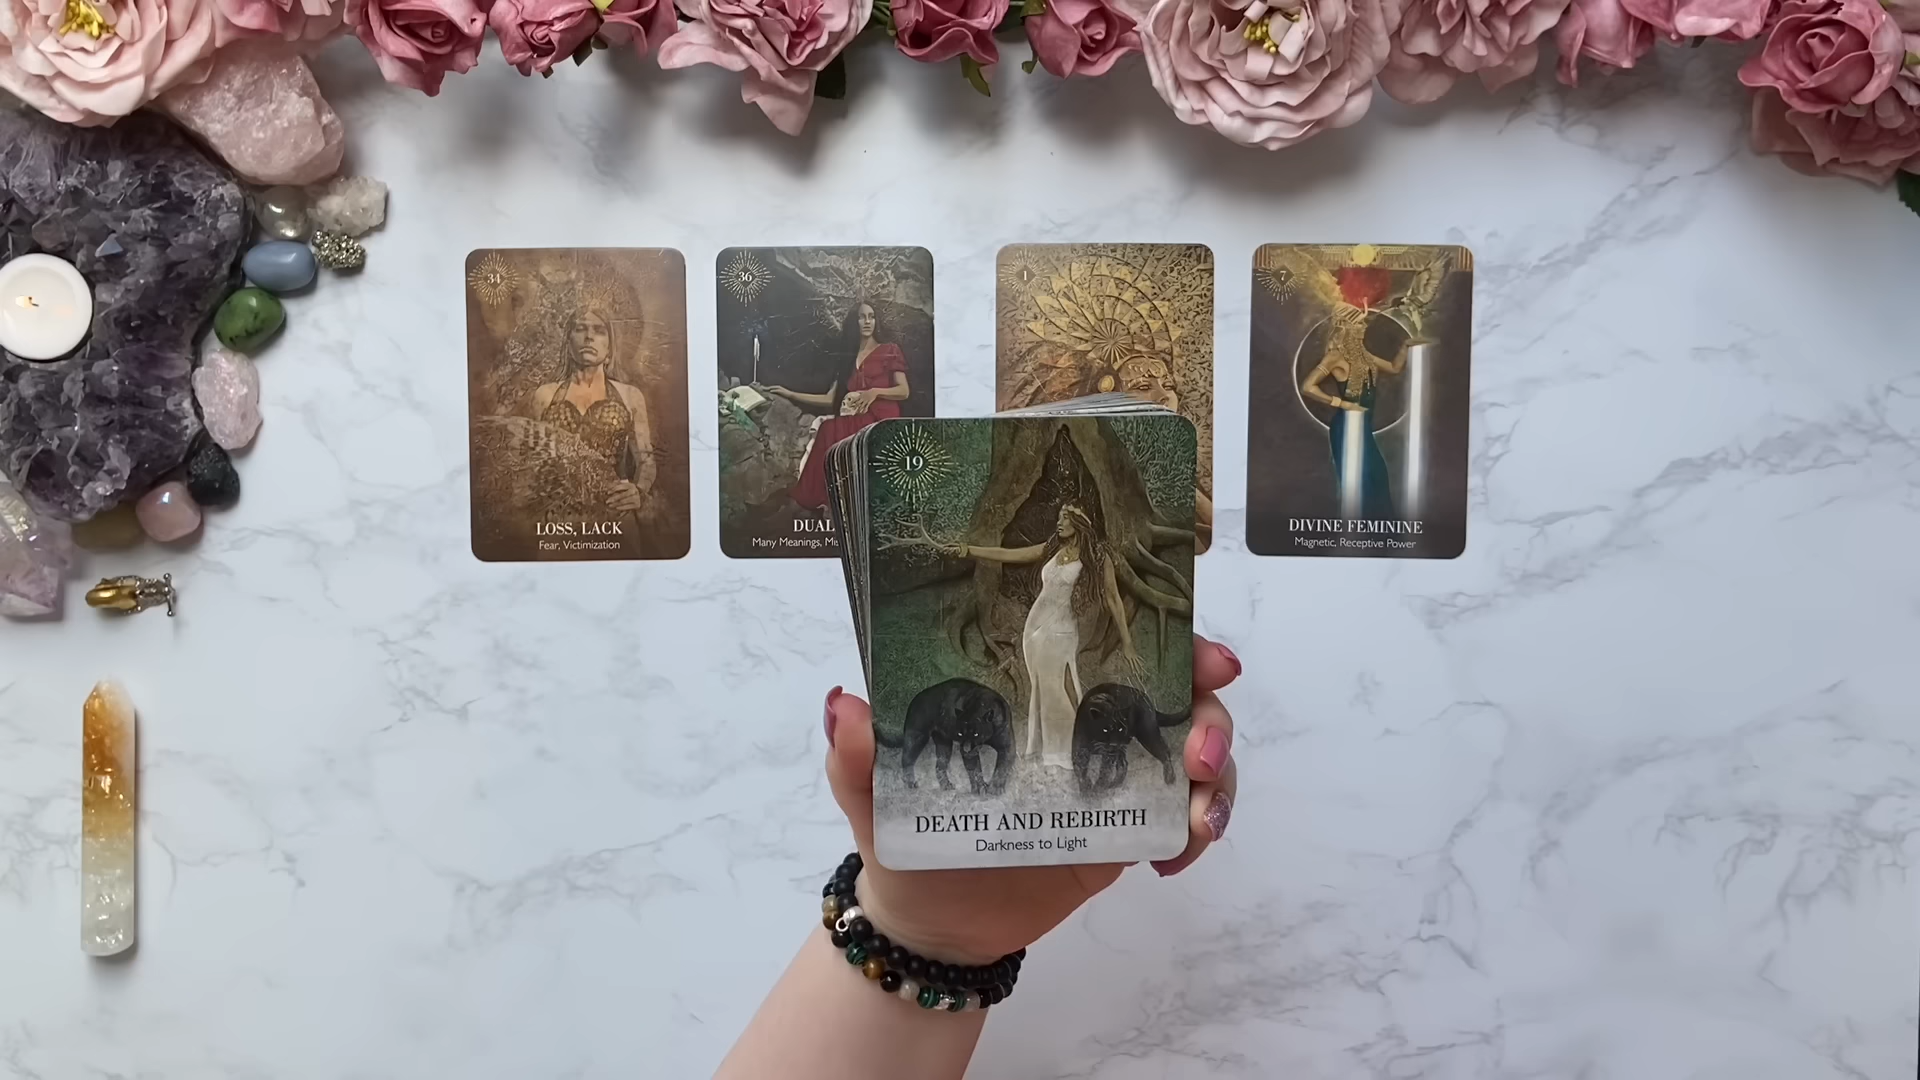 34
LOSS, LACK
Fear, Victimization
36
DUAL
Many Meanings,
1
7
DIVINE FEMININE
Magnetic, Receptive Power
19
DEATH AND REBIRTH
Darkness to Light